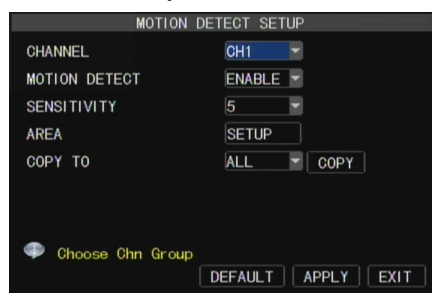 MOTION DETECT SETUP
CHANNEL CH1
MOTION DETECT ENABLE
SENSITIVITY 5
AREA SETUP
COPY TO ALL COPY
Choose Chn Group
DEFAULT APPLY EXIT